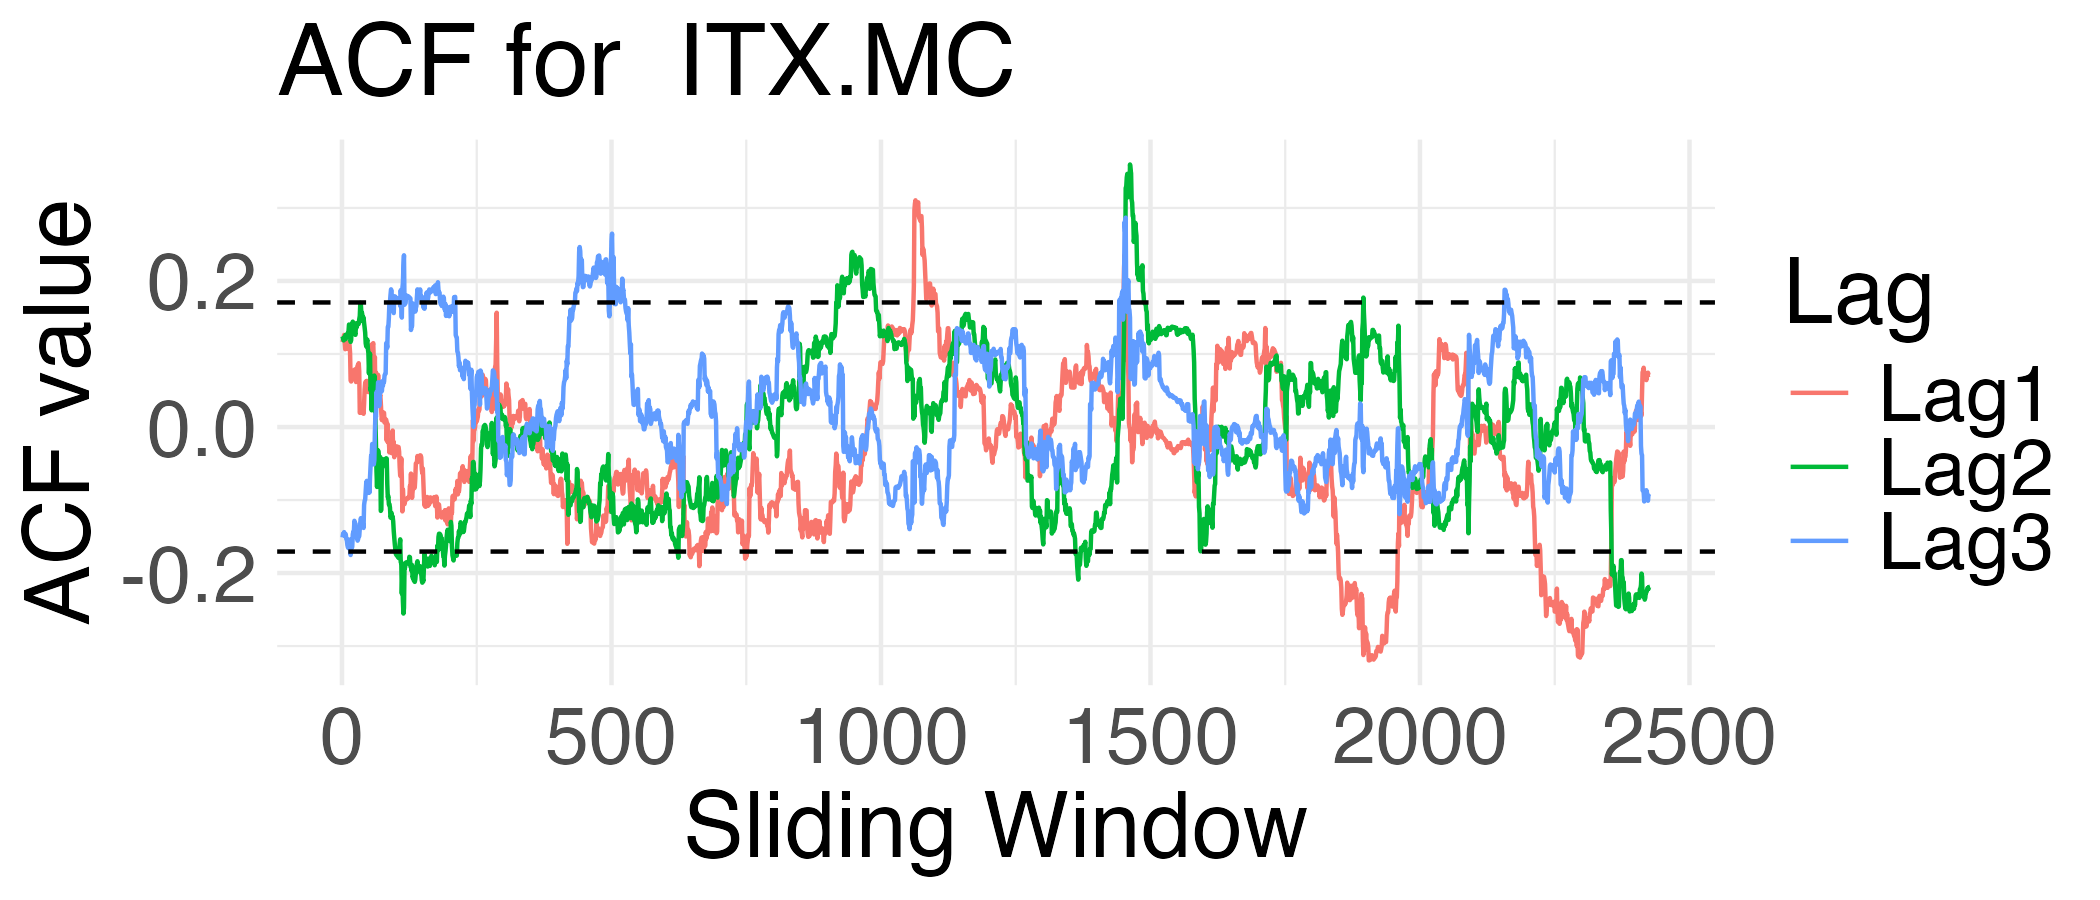 ACF for  ITX.MC
ACF value
0.2
0.0
-0.2
0 500 1000 1500 2000 2500
Sliding Window
Lag
Lag1
Lag2
Lag3